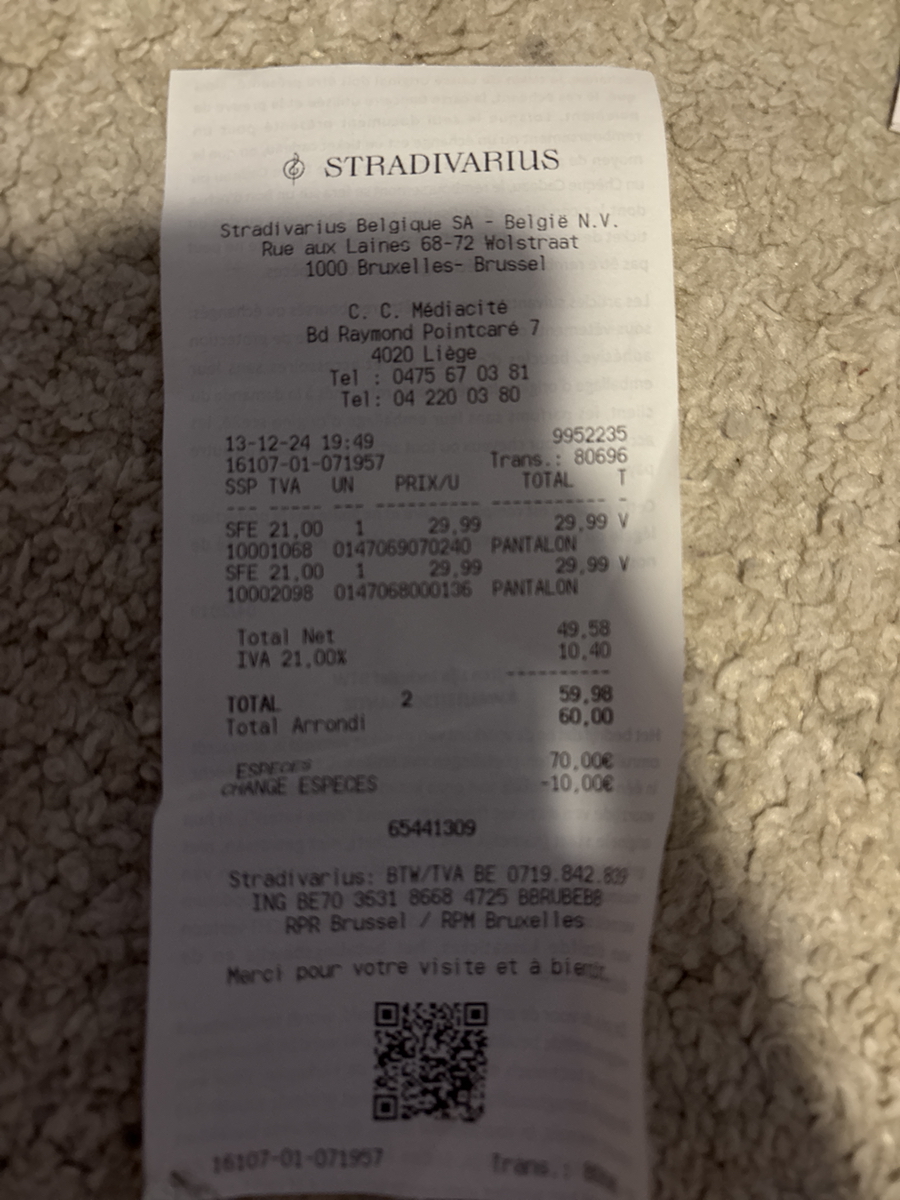 STRADIVARIUS
Stradivarius Belgique SA - België N.V.
Rue aux Laines 68-72 Wolstraat
1000 Bruxelles- Brussel
C. C. Médiacité
Bd Raymond Pointcaré 7
4020 Liège
Tel : 0475 67 03 81
Tel: 04 220 03 80
13-12-24 19:49 9952235
16107-01-071957 Trans.: 80696
SSP TVA UN PRIX/U TOTAL T
--- ----- --- ---------- ---------- -
SFE 21,00 1 29,99 29,99 V
10001068 0147069070240 PANTALON
SFE 21,00 1 29,99 29,99 V
10002098 0147068000136 PANTALON
Total Net 49,58
IVA 21,00% 10,40
----------
TOTAL 2 59,98
Total Arrondi 60,00
ESPECES 70,00€
CHANGE ESPECES -10,00€
65441309
Stradivarius: BTW/TVA BE 0719.842.839
ING BE70 3631 8668 4725 BBRUBEBB
RPR Brussel / RPM Bruxelles
Merci pour votre visite et à
16107-01-071957 Trans.: